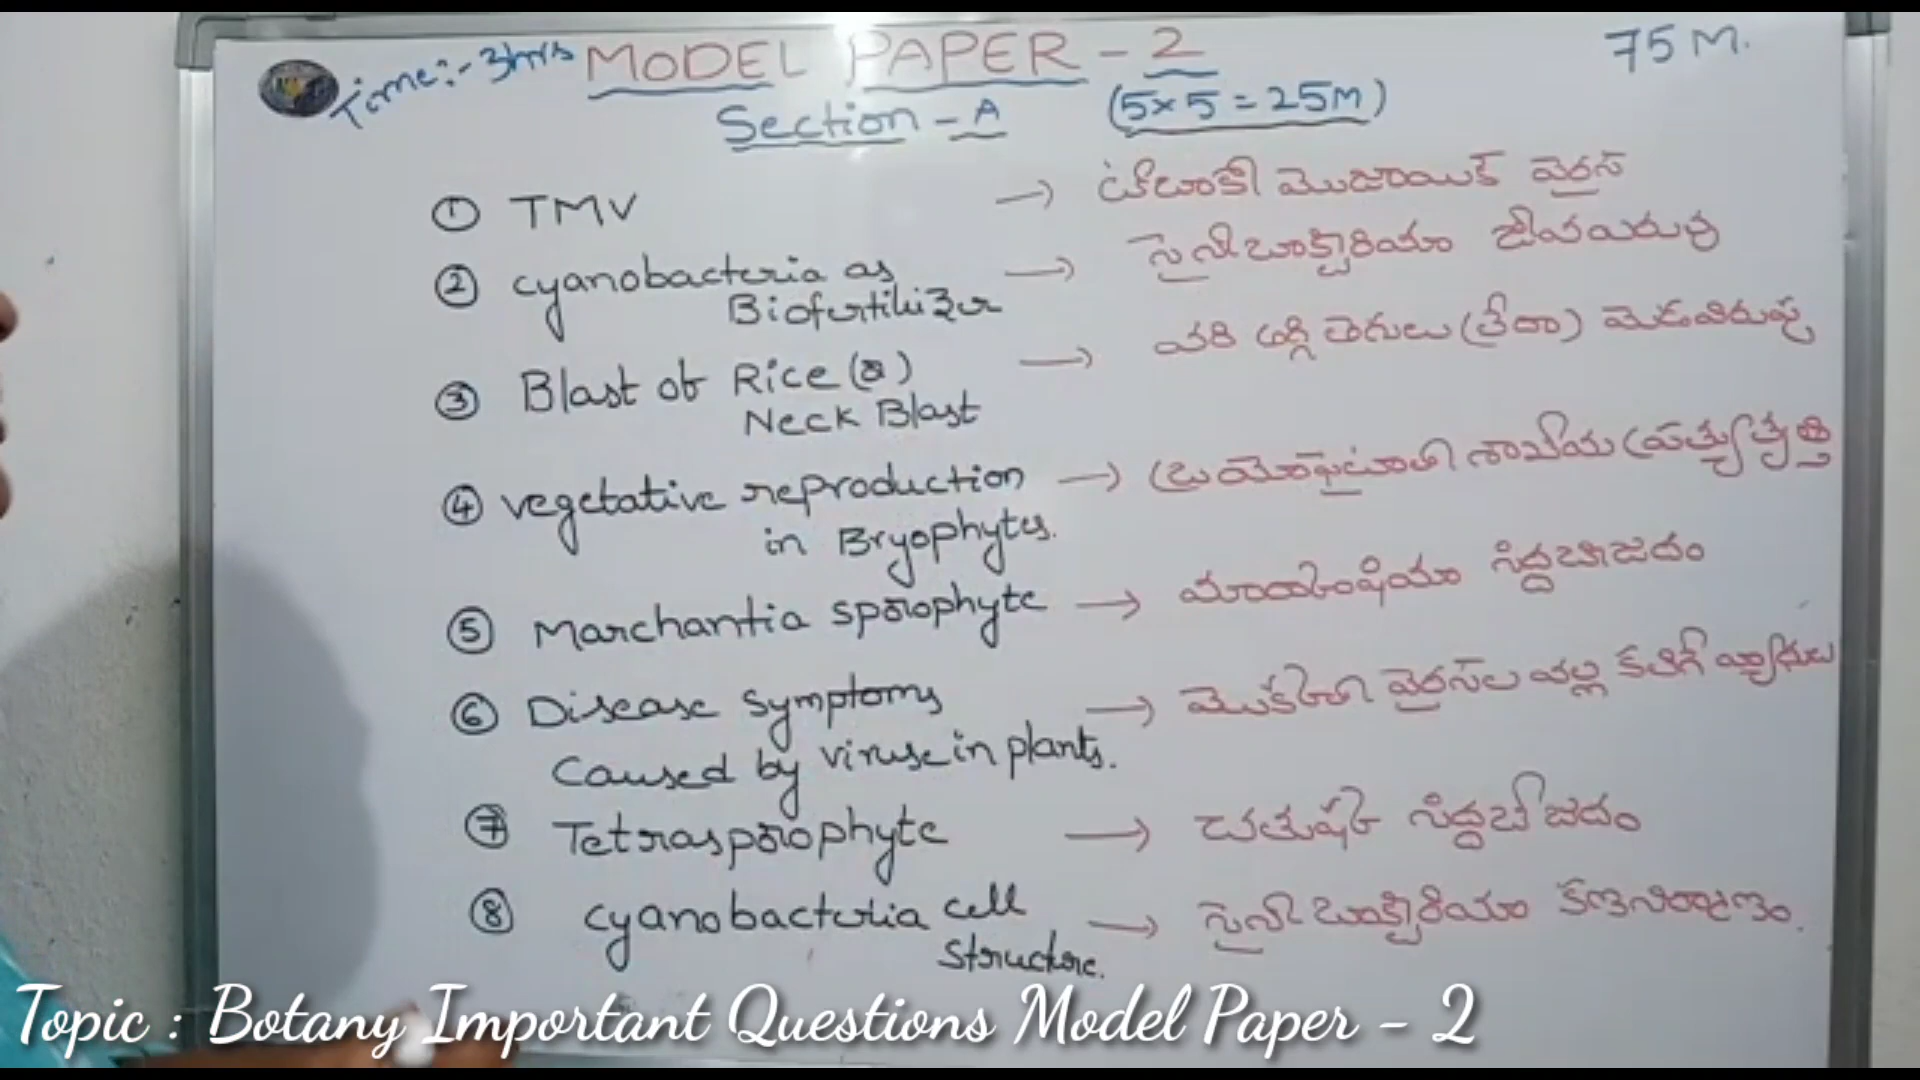 Time:- 3hrs MODEL PAPER - 2 75 M.
Section - A (5×5 = 25M)
① TMV → టొబాకో మొజాయిక్ వైరస్
② cyanobacteria as → సైనోబాక్టీరియా జీవఎరువు
Biofertilizer
③ Blast of Rice (or) → వరి అగ్గి తెగులు (లేదా) మెడవిరుపు
Neck Blast
④ vegetative reproduction → బ్రయోఫైటాలో శాఖీయ ప్రత్యుత్పత్తి
in Bryophytes.
⑤ Marchantia sporophyte → మార్కాంషియా సిద్ధబీజదం
⑥ Disease symptoms → మొక్కలలో వైరస్‌ల వల్ల కలిగే వ్యాధులు
Caused by viruse in plants.
⑦ Tetrasporophyte → చతుష్క సిద్ధబీజదం
⑧ cyanobacteria cell → సైనోబాక్టీరియా కణనిర్మాణం.
Structure.
Topic : Botany Important Questions Model Paper - 2